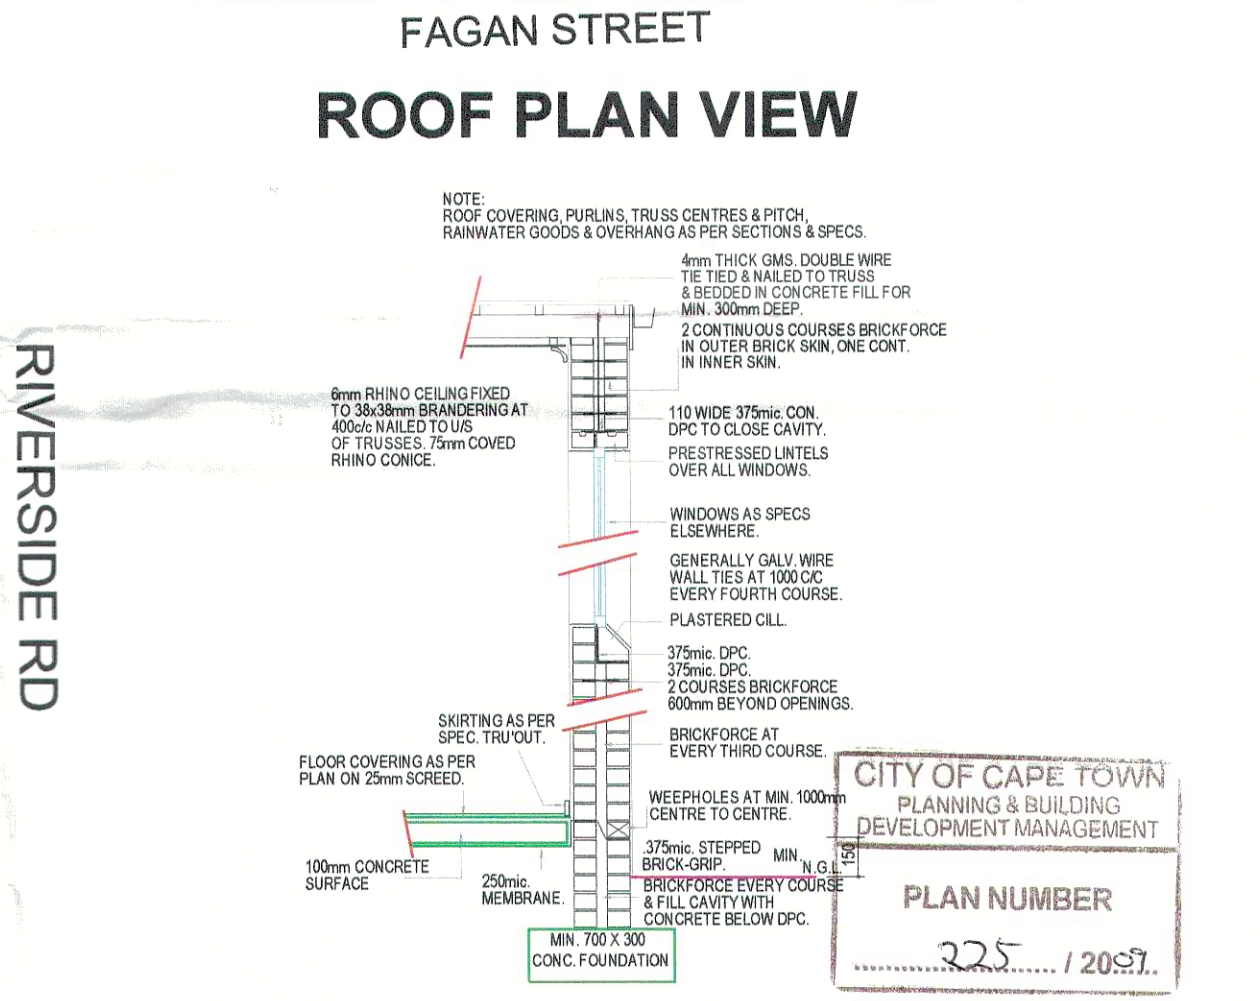 FAGAN STREET
ROOF PLAN VIEW
RIVERSIDE RD
NOTE:
ROOF COVERING, PURLINS, TRUSS CENTRES & PITCH,
RAINWATER GOODS & OVERHANG AS PER SECTIONS & SPECS.
4mm THICK GMS. DOUBLE WIRE
TIE TIED & NAILED TO TRUSS
& BEDDED IN CONCRETE FILL FOR
MIN. 300mm DEEP.
2 CONTINUOUS COURSES BRICKFORCE
IN OUTER BRICK SKIN, ONE CONT.
IN INNER SKIN.
6mm RHINO CEILING FIXED
TO 38x38mm BRANDERING AT
400c/c NAILED TO U/S
OF TRUSSES. 75mm COVED
RHINO CONICE.
110 WIDE 375mic. CON.
DPC TO CLOSE CAVITY.
PRESTRESSED LINTELS
OVER ALL WINDOWS.
WINDOWS AS SPECS
ELSEWHERE.
GENERALLY GALV. WIRE
WALL TIES AT 1000 C/C
EVERY FOURTH COURSE.
PLASTERED CILL.
375mic. DPC.
375mic. DPC.
2 COURSES BRICKFORCE
600mm BEYOND OPENINGS.
BRICKFORCE AT
EVERY THIRD COURSE.
SKIRTING AS PER
SPEC. TRU'OUT.
FLOOR COVERING AS PER
PLAN ON 25mm SCREED.
WEEPHOLES AT MIN. 1000mm
CENTRE TO CENTRE.
.375mic. STEPPED
BRICK-GRIP.
MIN.
N.G.L.
150
BRICKFORCE EVERY COURSE
& FILL CAVITY WITH
CONCRETE BELOW DPC.
100mm CONCRETE
SURFACE
250mic.
MEMBRANE.
MIN. 700 X 300
CONC. FOUNDATION
CITY OF CAPE TOWN
PLANNING & BUILDING
DEVELOPMENT MANAGEMENT
PLAN NUMBER
225 / 2009